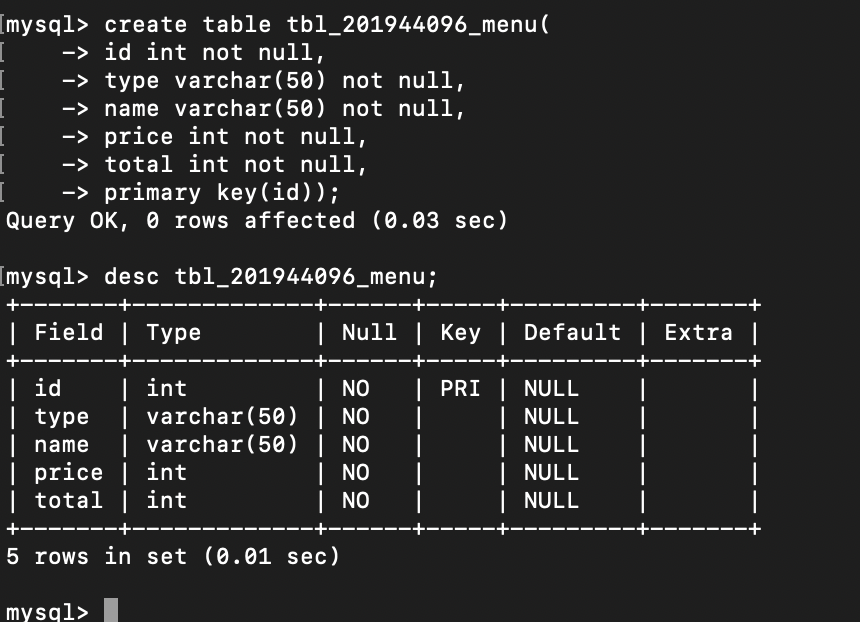 [mysql> create table tbl_201944096_menu(
[    -> id int not null,
[    -> type varchar(50) not null,
[    -> name varchar(50) not null,
[    -> price int not null,
[    -> total int not null,
[    -> primary key(id));
Query OK, 0 rows affected (0.03 sec)

[mysql> desc tbl_201944096_menu;
+-------+-------------+------+-----+---------+-------+
| Field | Type        | Null | Key | Default | Extra |
+-------+-------------+------+-----+---------+-------+
| id    | int         | NO   | PRI | NULL    |       |
| type  | varchar(50) | NO   |     | NULL    |       |
| name  | varchar(50) | NO   |     | NULL    |       |
| price | int         | NO   |     | NULL    |       |
| total | int         | NO   |     | NULL    |       |
+-------+-------------+------+-----+---------+-------+
5 rows in set (0.01 sec)

mysql>